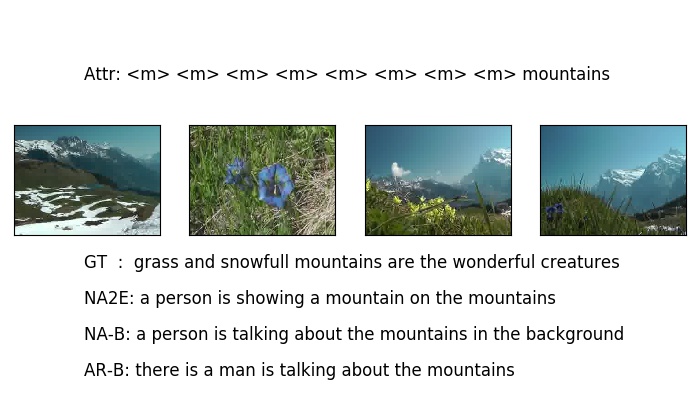 Attr: <m> <m> <m> <m> <m> <m> <m> <m> mountains
GT : grass and snowfull mountains are the wonderful creatures
NA2E: a person is showing a mountain on the mountains
NA-B: a person is talking about the mountains in the background
AR-B: there is a man is talking about the mountains